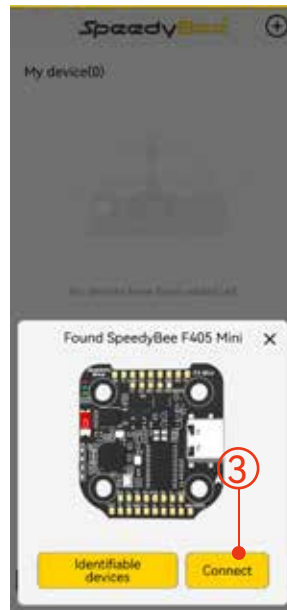 SpeedyBee
My device(0)
Found SpeedyBee F405 Mini
3
Identifiable
devices
Connect